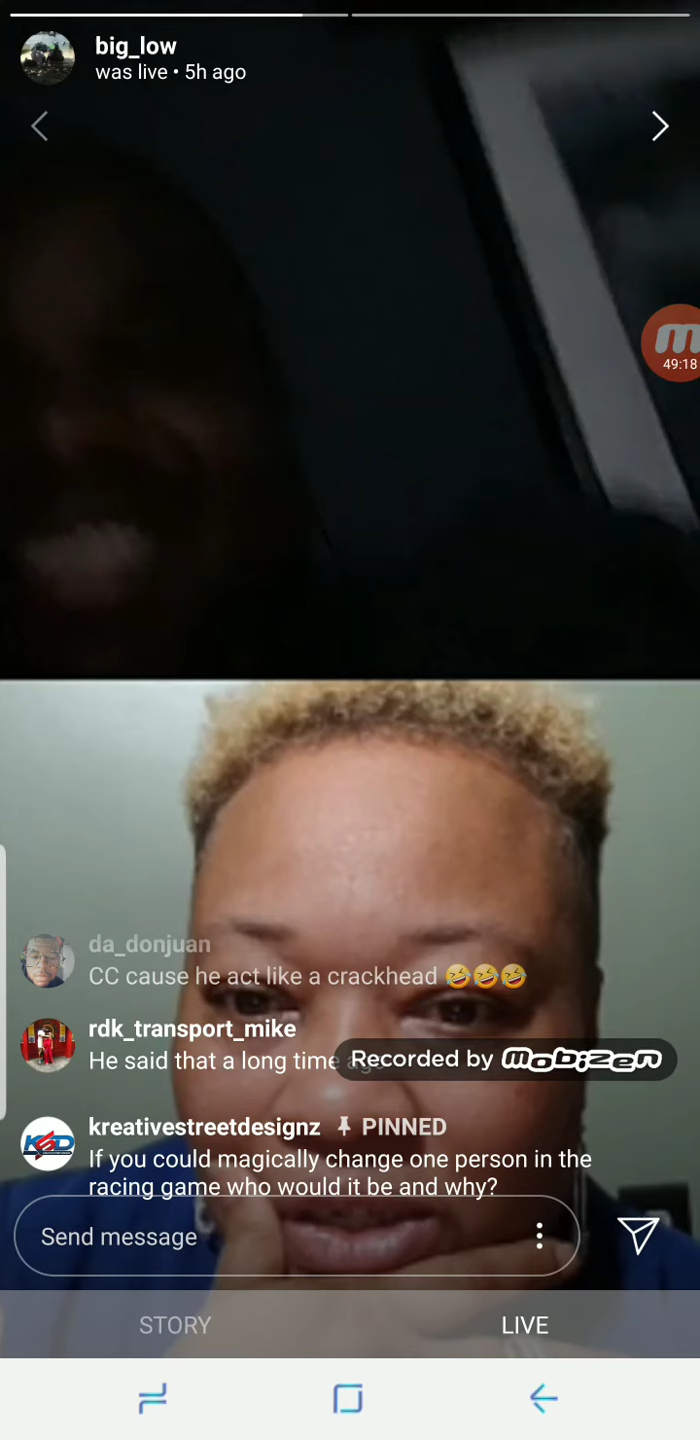 big_low
was live • 5h ago
m
49:18
da_donjuan
CC cause he act like a crackhead 🤣🤣🤣
rdk_transport_mike
He said that a long time
Recorded by mobizen
KSD
kreativestreetdesignz PINNED
If you could magically change one person in the
racing game who would it be and why?
Send message
STORY LIVE